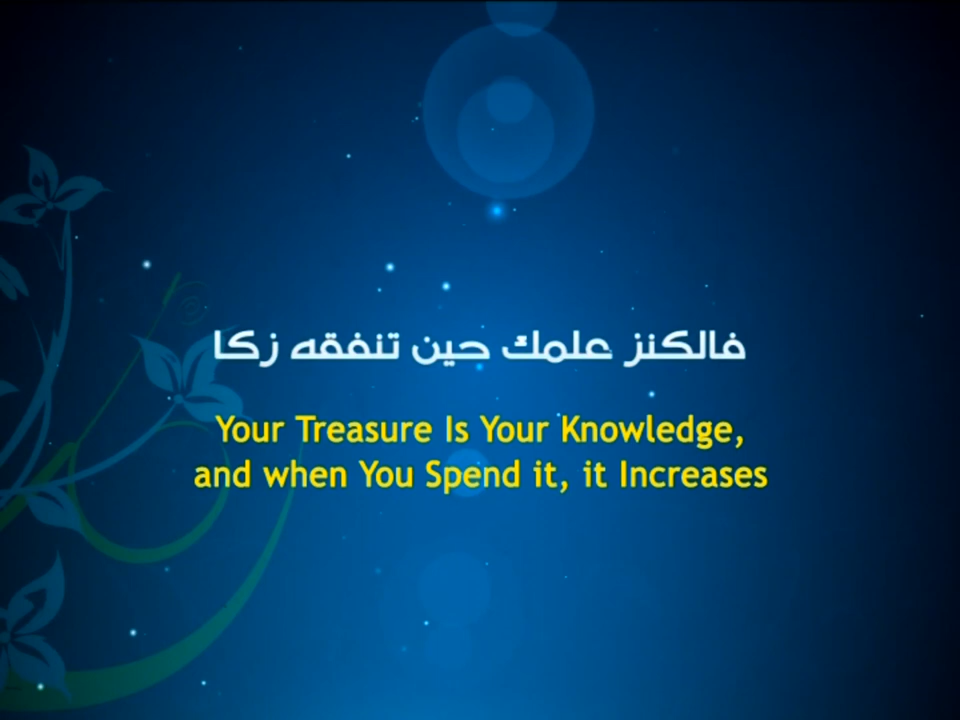 فالكنز علمك حين تنفقه زكا
Your Treasure Is Your Knowledge,
and when You Spend it, it Increases